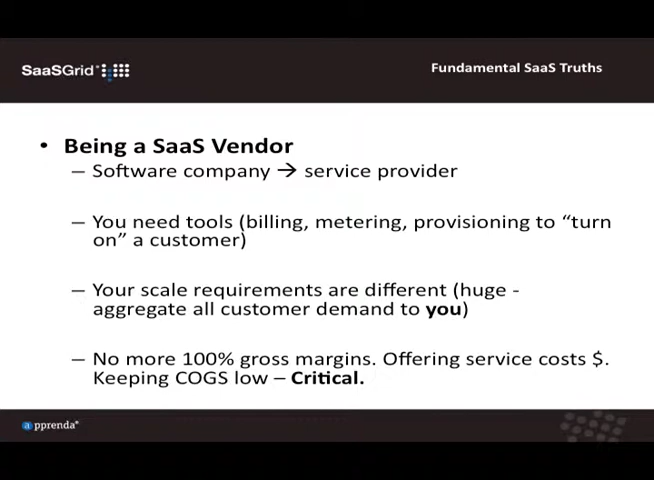 SaaSGrid
Fundamental SaaS Truths
• Being a SaaS Vendor
– Software company → service provider
– You need tools (billing, metering, provisioning to “turn
on” a customer)
– Your scale requirements are different (huge -
aggregate all customer demand to you)
– No more 100% gross margins. Offering service costs $.
Keeping COGS low – Critical.
apprenda